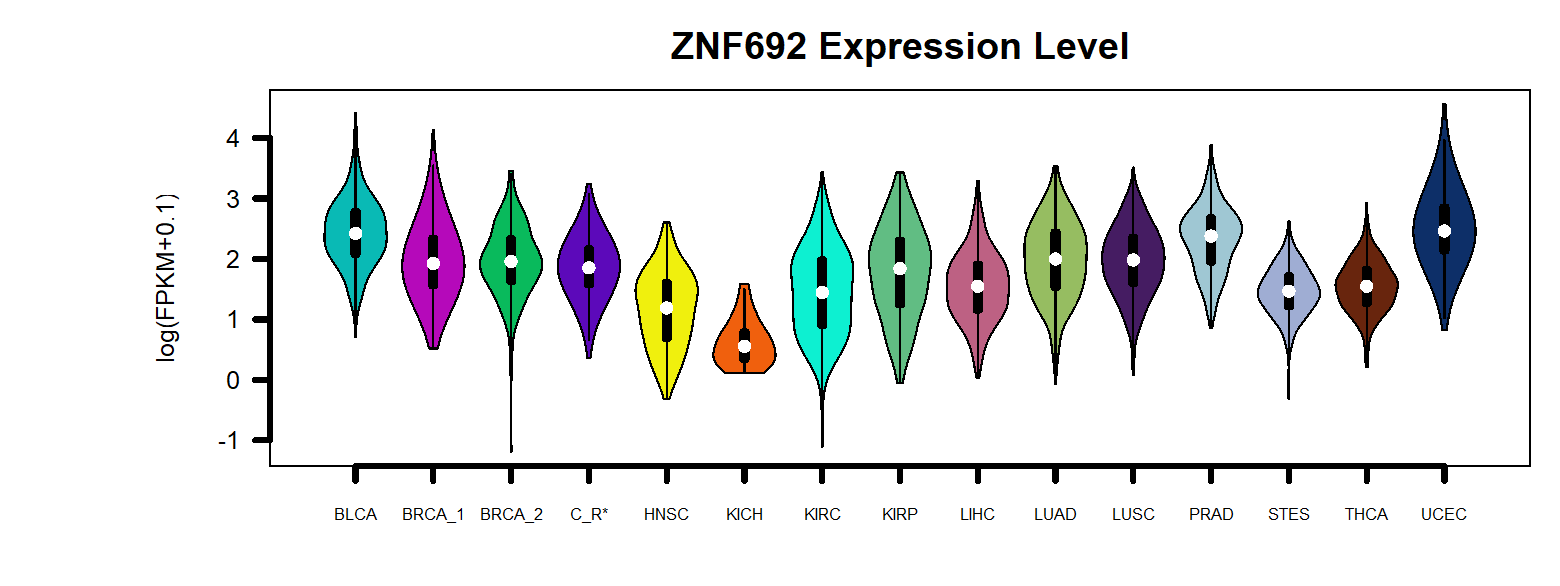 ZNF692 Expression Level
log(FPKM+0.1)
4
3
2
1
0
-1
BLCA BRCA_1 BRCA_2 C_R* HNSC KICH KIRC KIRP LIHC LUAD LUSC PRAD STES THCA UCEC